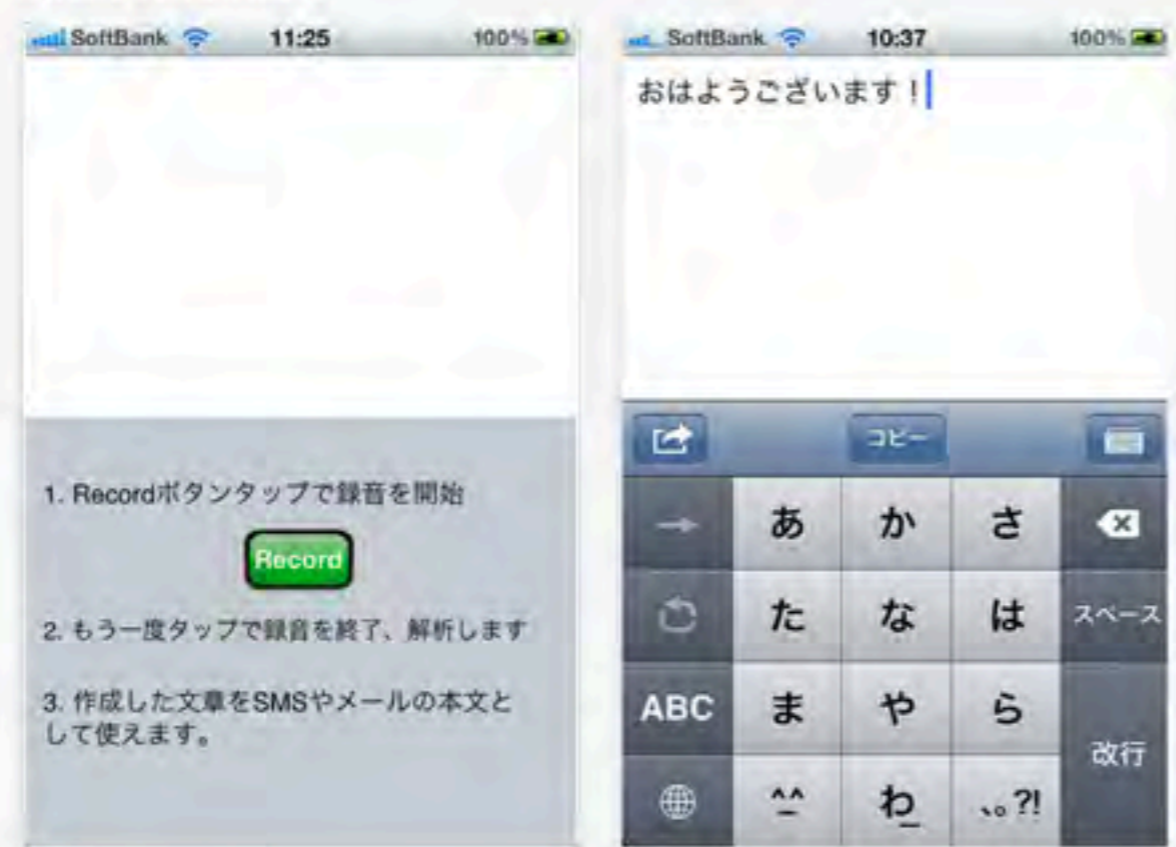 SoftBank 11:25 100%
1. Recordボタンタップで録音を開始
Record
2. もう一度タップで録音を終了、解析します
3. 作成した文章をSMSやメールの本文と
して使えます。
SoftBank 10:37 100%
おはようございます！
コピー
→ あ か さ
た な は スペース
ABC ま や ら
改行
^_^ わ_ 、。?!